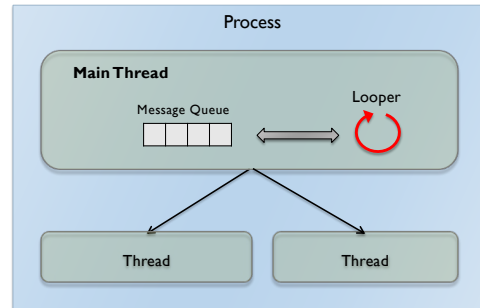 Process
Main Thread
Looper
Message Queue
Thread
Thread